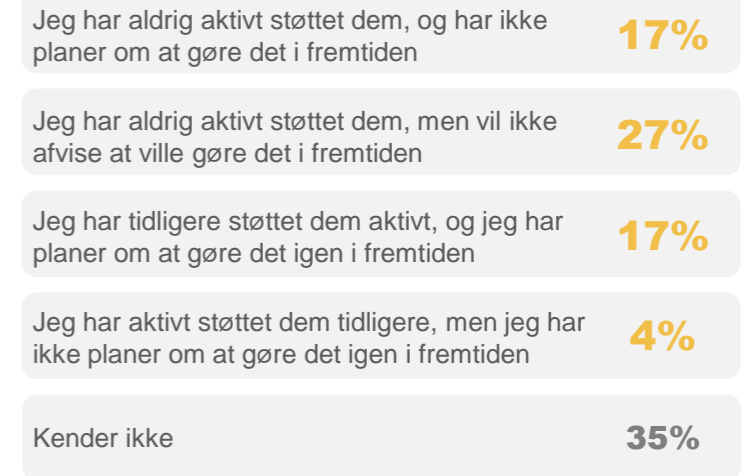 Jeg har aldrig aktivt støttet dem, og har ikke
planer om at gøre det i fremtiden
17%
Jeg har aldrig aktivt støttet dem, men vil ikke
afvise at ville gøre det i fremtiden
27%
Jeg har tidligere støttet dem aktivt, og jeg har
planer om at gøre det igen i fremtiden
17%
Jeg har aktivt støttet dem tidligere, men jeg har
ikke planer om at gøre det igen i fremtiden
4%
Kender ikke
35%